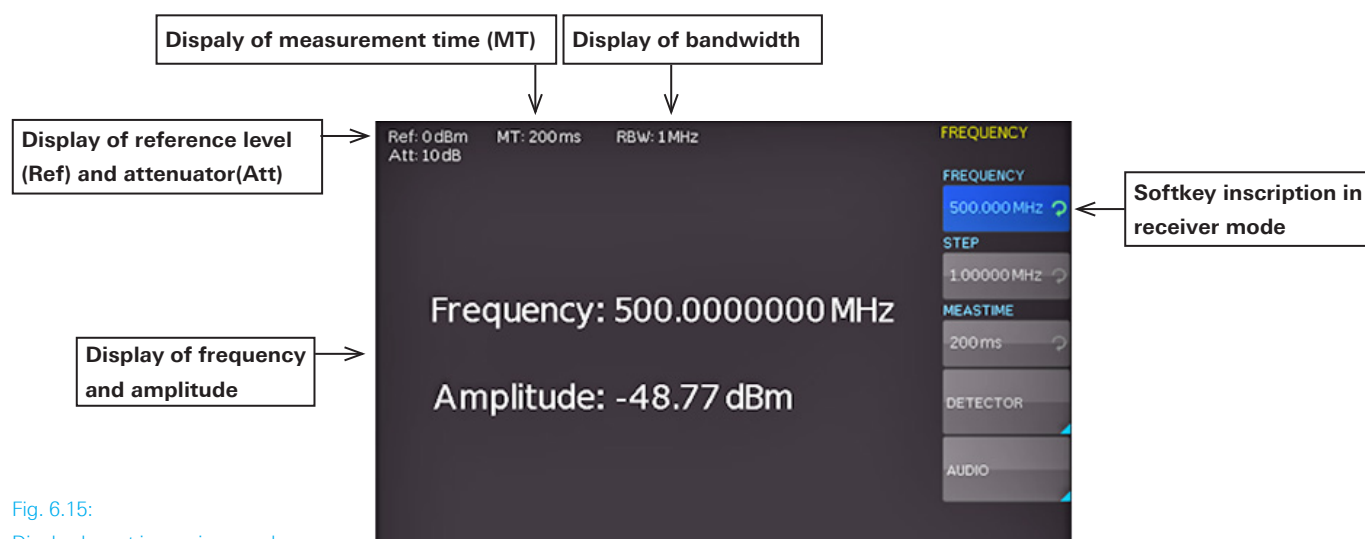 Dispaly of measurement time (MT)
Display of bandwidth
Display of reference level
(Ref) and attenuator(Att)
Ref: 0 dBm MT: 200 ms RBW: 1 MHz
Att: 10 dB
FREQUENCY
FREQUENCY
500.000 MHz
Softkey inscription in
receiver mode
STEP
1.00000 MHz
Frequency: 500.0000000 MHz
MEASTIME
200 ms
Display of frequency
and amplitude
Amplitude: -48.77 dBm
DETECTOR
AUDIO
Fig. 6.15: